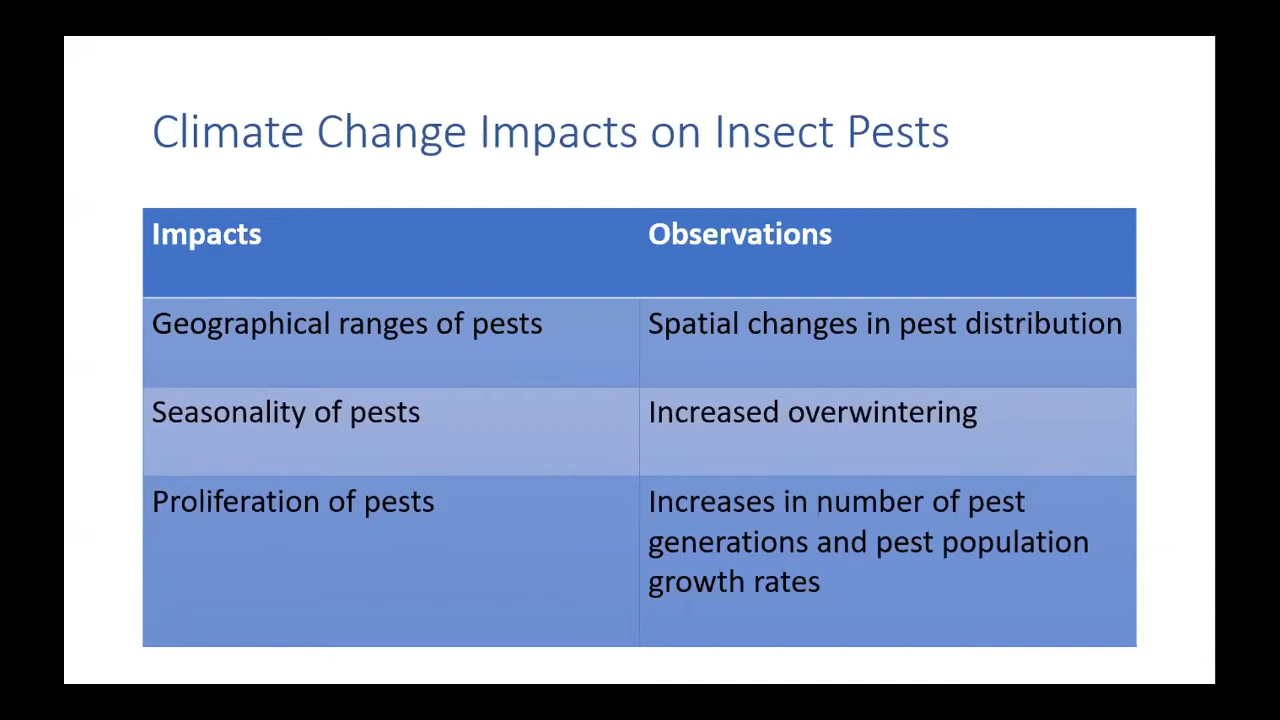 Climate Change Impacts on Insect Pests
Impacts
Observations
Geographical ranges of pests
Spatial changes in pest distribution
Seasonality of pests
Increased overwintering
Proliferation of pests
Increases in number of pest
generations and pest population
growth rates